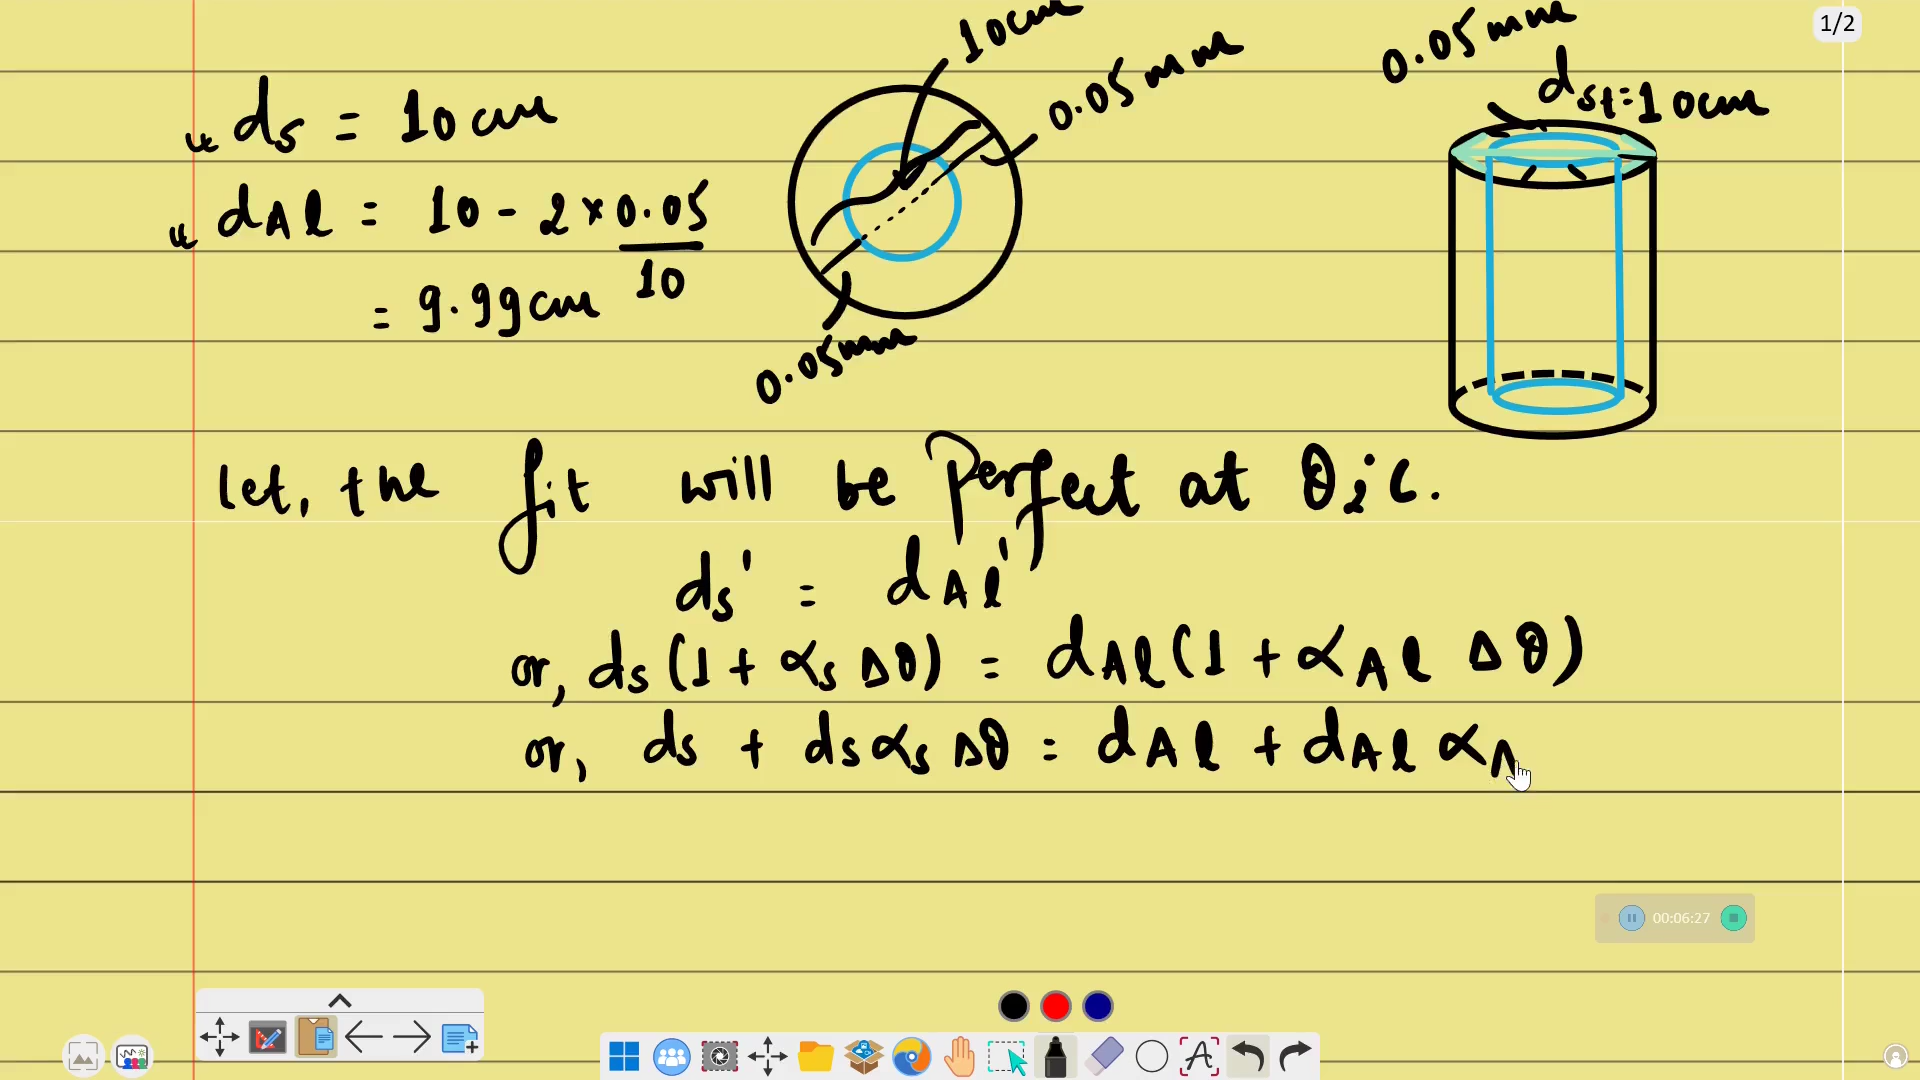 1/2
10cm
0.05mm
0.05mm
ds = 10cm
dst=10cm
dAl = 10 - 2×0.05
10
= 9.99cm
0.05mm
let, the fit will be perfect at θ2°C.
ds' = dAl'
or, ds(1 + αs Δθ) = dAl(1 + αAl Δθ)
or, ds + dsαs Δθ = dAl + dAl α
00:06:27